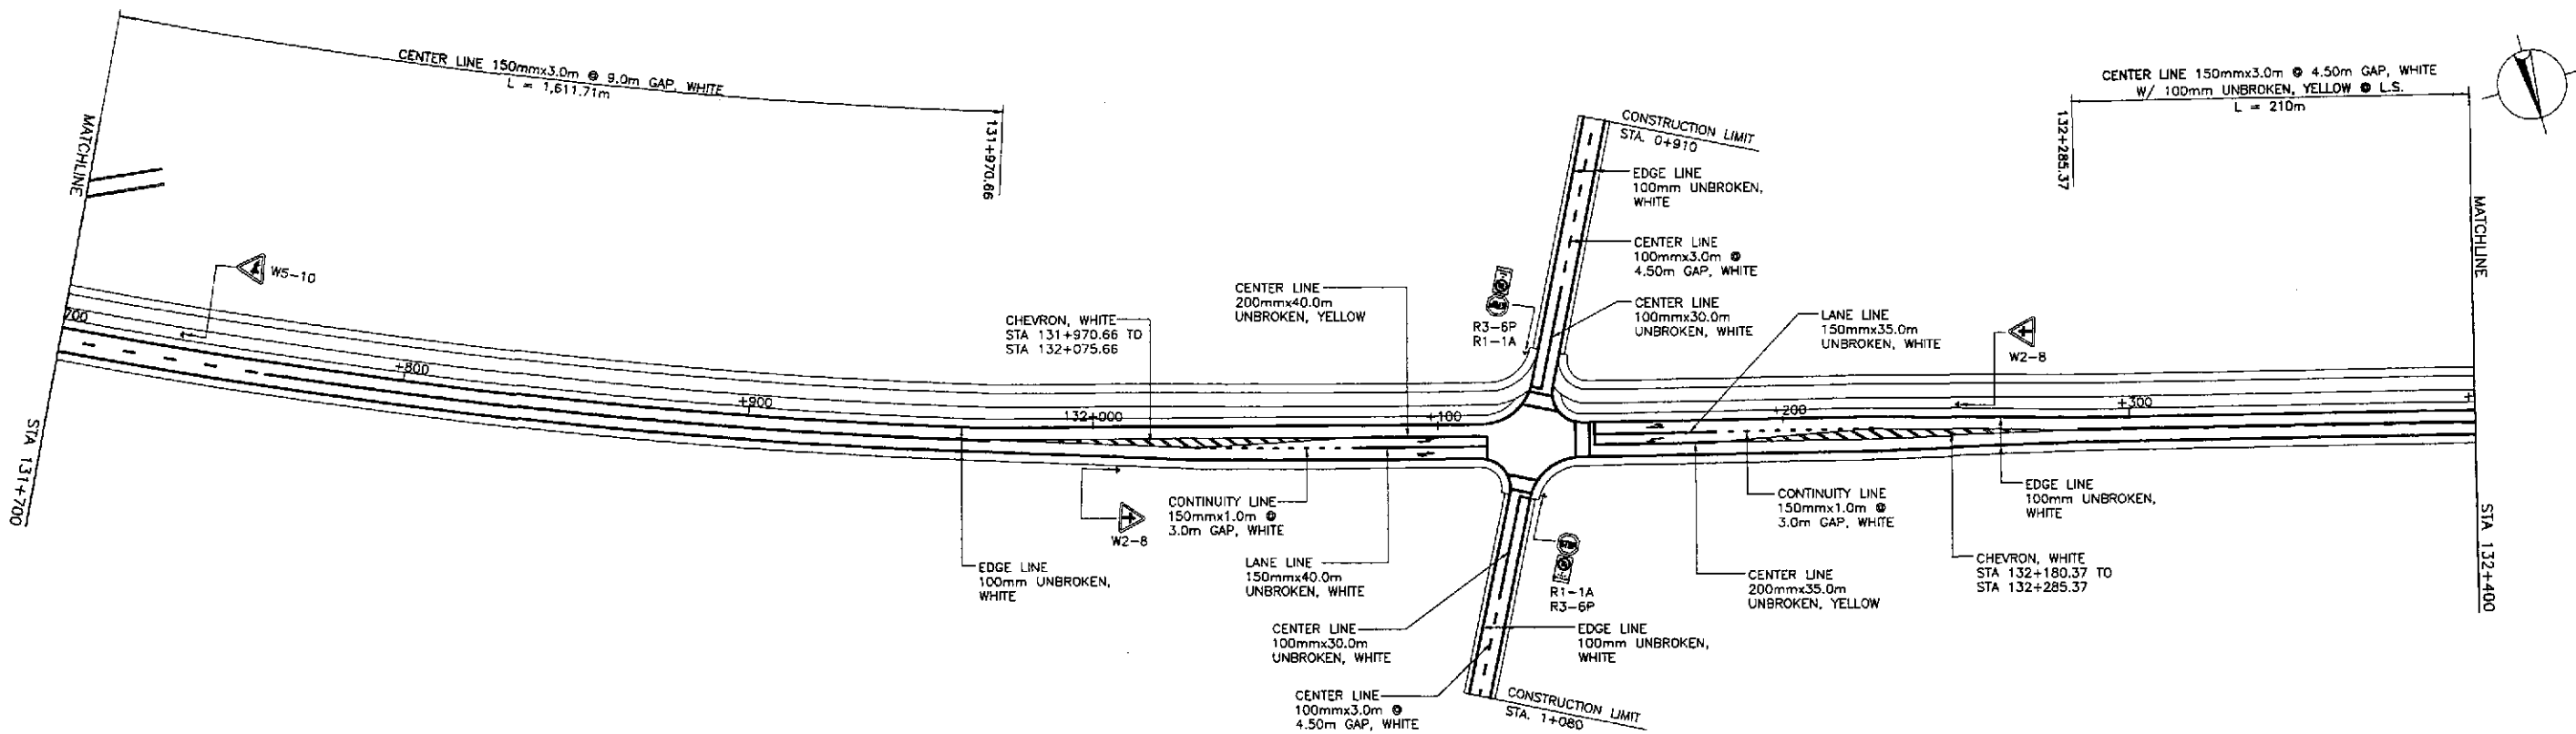 CENTER LINE 150mmx3.0m @ 9.0m GAP, WHITE
L = 1,611.71m
131+970.66
MATCHLINE
STA 131+700
W5-10
700
+800
+900
132+000
+100
+200
+300
+
CHEVRON, WHITE
STA 131+970.66 TO
STA 132+075.66
CENTER LINE
200mmx40.0m
UNBROKEN, YELLOW
R3-6P
R1-1A
CONSTRUCTION LIMIT
STA. 0+910
EDGE LINE
100mm UNBROKEN,
WHITE
CENTER LINE
100mmx3.0m @
4.50m GAP, WHITE
CENTER LINE
100mmx30.0m
UNBROKEN, WHITE
LANE LINE
150mmx35.0m
UNBROKEN, WHITE
W2-8
CENTER LINE 150mmx3.0m @ 4.50m GAP, WHITE
W/ 100mm UNBROKEN, YELLOW @ L.S.
L = 210m
132+285.37
MATCHLINE
STA 132+400
EDGE LINE
100mm UNBROKEN,
WHITE
W2-8
CONTINUITY LINE
150mmx1.0m @
3.0m GAP, WHITE
LANE LINE
150mmx40.0m
UNBROKEN, WHITE
CENTER LINE
100mmx30.0m
UNBROKEN, WHITE
CENTER LINE
100mmx3.0m @
4.50m GAP, WHITE
STOP
R1-1A
R3-6P
EDGE LINE
100mm UNBROKEN,
WHITE
CONSTRUCTION LIMIT
STA. 1+080
CONTINUITY LINE
150mmx1.0m @
3.0m GAP, WHITE
CENTER LINE
200mmx35.0m
UNBROKEN, YELLOW
EDGE LINE
100mm UNBROKEN,
WHITE
CHEVRON, WHITE
STA 132+180.37 TO
STA 132+285.37